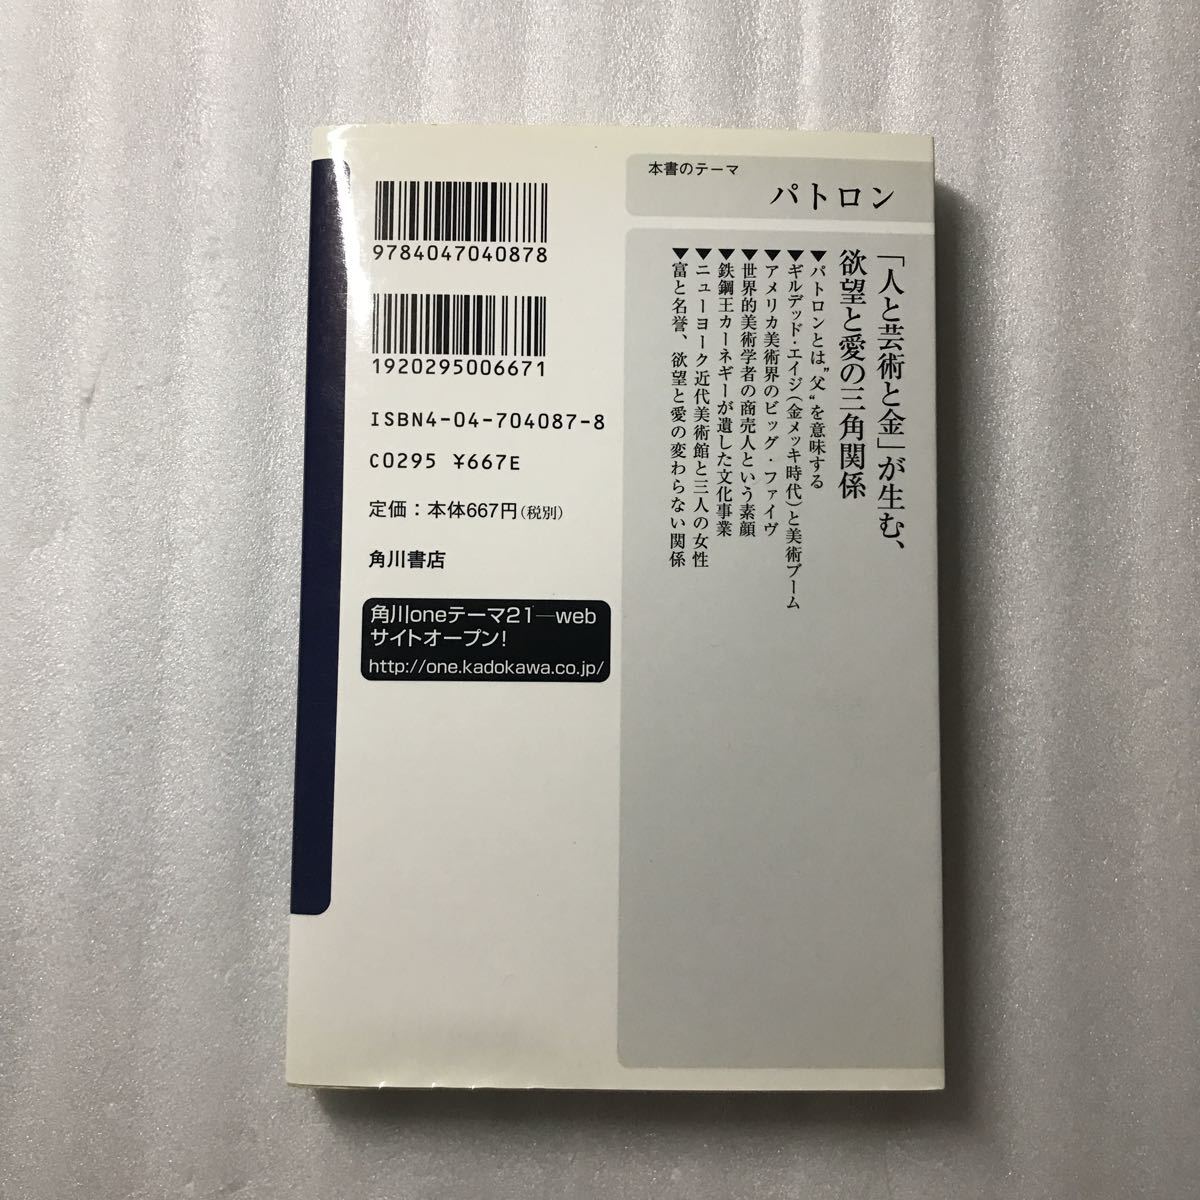 本書のテーマ
パトロン
「人と芸術と金」が生む、
欲望と愛の三角関係
▼パトロンとは〝父〟を意味する
▼ギルデッド・エイジ(金メッキ時代)と美術ブーム
▼アメリカ美術界のビッグ・ファイヴ
▼世界的美術学者の商売人という素顔
▼鉄鋼王カーネギーが遺した文化事業
▼ニューヨーク近代美術館と三人の女性
▼富と名誉、欲望と愛の変わらない関係
9784047040878
1920295006671
ISBN4-04-704087-8
C0295 ¥667E
定価:本体667円(税別)
角川書店
角川oneテーマ21―web
サイトオープン!
http://one.kadokawa.co.jp/